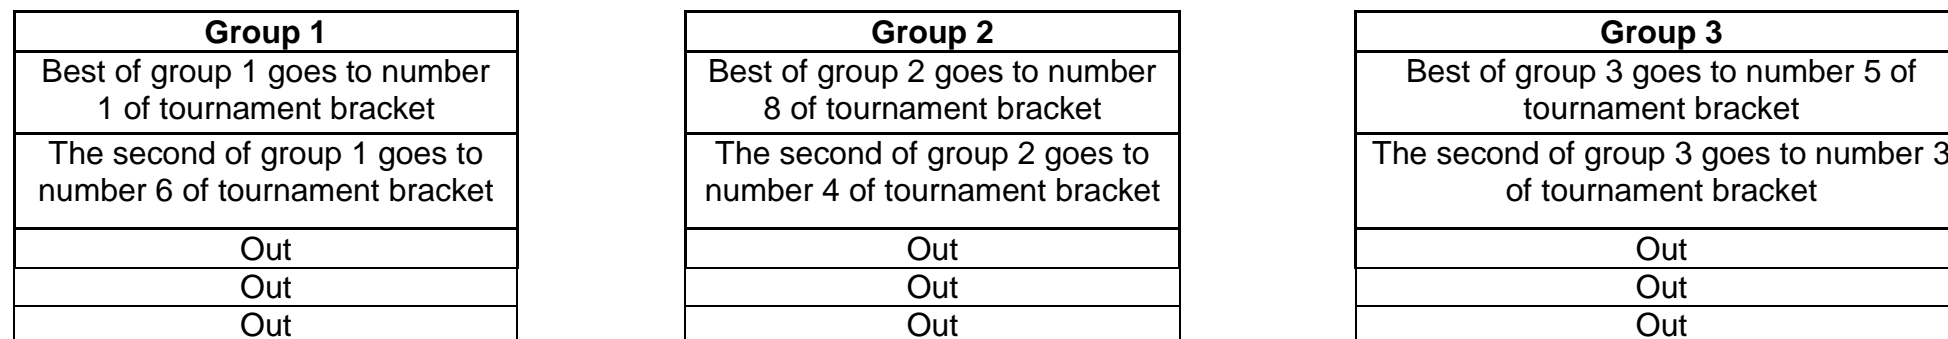 Group 1
Best of group 1 goes to number
1 of tournament bracket
The second of group 1 goes to
number 6 of tournament bracket
Out
Out
Out
Group 2
Best of group 2 goes to number
8 of tournament bracket
The second of group 2 goes to
number 4 of tournament bracket
Out
Out
Out
Group 3
Best of group 3 goes to number 5 of
tournament bracket
The second of group 3 goes to number 3
of tournament bracket
Out
Out
Out